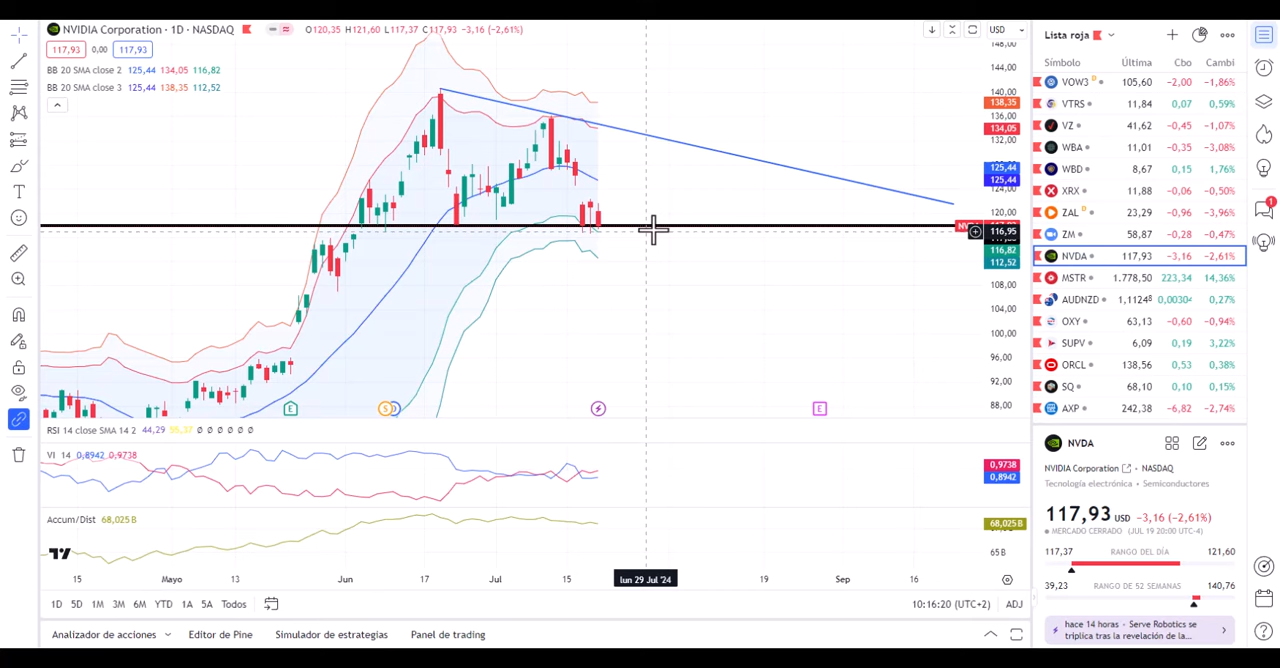 NVIDIA Corporation · 1D · NASDAQ O120,35 H121,60 L117,37 C117,93 −3,16 (−2,61%)
117,93 0,00 117,93
BB 20 SMA close 2 125,44 134,05 116,82
BB 20 SMA close 3 125,44 138,35 112,52
USD
148,00
144,00
140,00
138,35
136,00
134,05
132,00
125,44
125,44
124,00
120,00
116,95
116,82
112,52
108,00
104,00
100,00
96,00
92,00
88,00
E S E
RSI 14 close SMA 14 2 44,29 55,37 Ø Ø Ø Ø Ø Ø
VI 14 0,8942 0,9738
0,9738
0,8942
Accum/Dist 68,025B
68,025B
65 B
15 Mayo 13 Jun 17 Jul 15 lun 29 Jul '24 19 Sep 16
1D 5D 1M 3M 6M YTD 1A 5A Todos
10:16:20 (UTC+2) ADJ
Analizador de acciones Editor de Pine Simulador de estrategias Panel de trading
Lista roja
Símbolo Última Cbo Cambi
VOW3 D 105,60 −2,00 −1,86%
VTRS 11,84 0,07 0,59%
VZ 41,62 −0,45 −1,07%
WBA 11,01 −0,35 −3,08%
WBD 8,67 0,15 1,76%
XRX 11,88 −0,06 −0,50%
ZAL D 23,29 −0,96 −3,96%
ZM 58,87 −0,28 −0,47%
NVDA 117,93 −3,16 −2,61%
MSTR 1.778,50 223,34 14,36%
AUDNZD 1,1124⁸ 0,00304 0,27%
OXY 63,13 −0,60 −0,94%
SUPV 6,09 0,19 3,22%
ORCL 138,56 0,53 0,38%
SQ 68,10 0,10 0,15%
AXP 242,38 −6,82 −2,74%
NVDA
NVIDIA Corporation NASDAQ
Tecnología electrónica • Semiconductores
117,93 USD −3,16 (−2,61%)
MERCADO CERRADO (JUL 19 20:00 UTC-4)
117,37 RANGO DEL DÍA 121,60
39,23 RANGO DE 52 SEMANAS 140,76
hace 14 horas · Serve Robotics se
triplica tras la revelación de la...
1